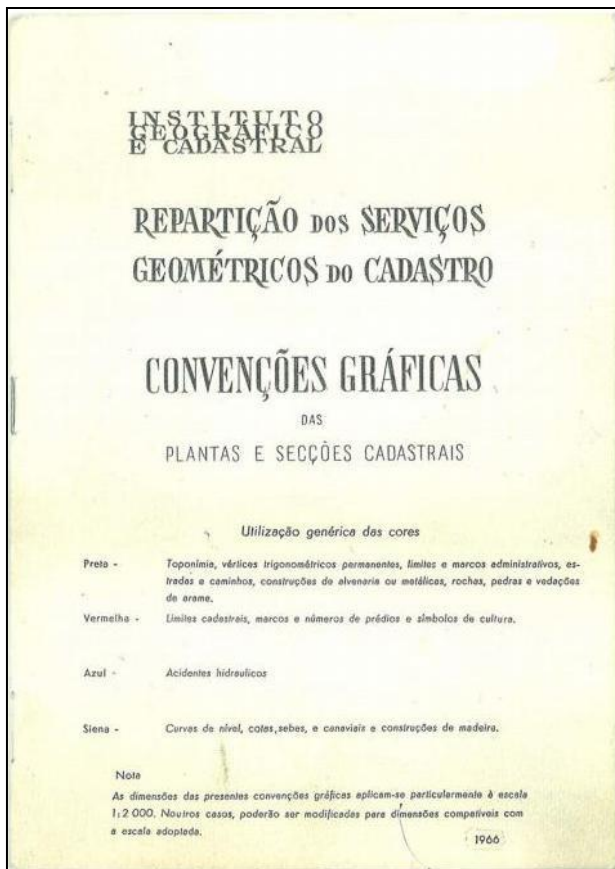 INSTITUTO
GEOGRÁFICO
E CADASTRAL
REPARTIÇÃO DOS SERVIÇOS
GEOMÉTRICOS DO CADASTRO
CONVENÇÕES GRÁFICAS
DAS
PLANTAS E SECÇÕES CADASTRAIS
Utilização genérica das cores
Preta - Toponímia, vértices trigonométricos permanentes, limites e marcos administrativos, es-
tradas e caminhos, construções de alvenaria ou metálicas, rochas, pedras e vedações
de arame.
Vermelha - Limites cadastrais, marcos e números de prédios e símbolos de cultura.
Azul - Acidentes hidraulicos
Siena - Curvas de nível, cotas, sebes, e canaviais e construções de madeira.
Nota
As dimensões das presentes convenções gráficas aplicam-se particularmente à escala
1:2 000. Noutros casos, poderão ser modificadas para dimensões compatíveis com
a escala adoptada.
1966